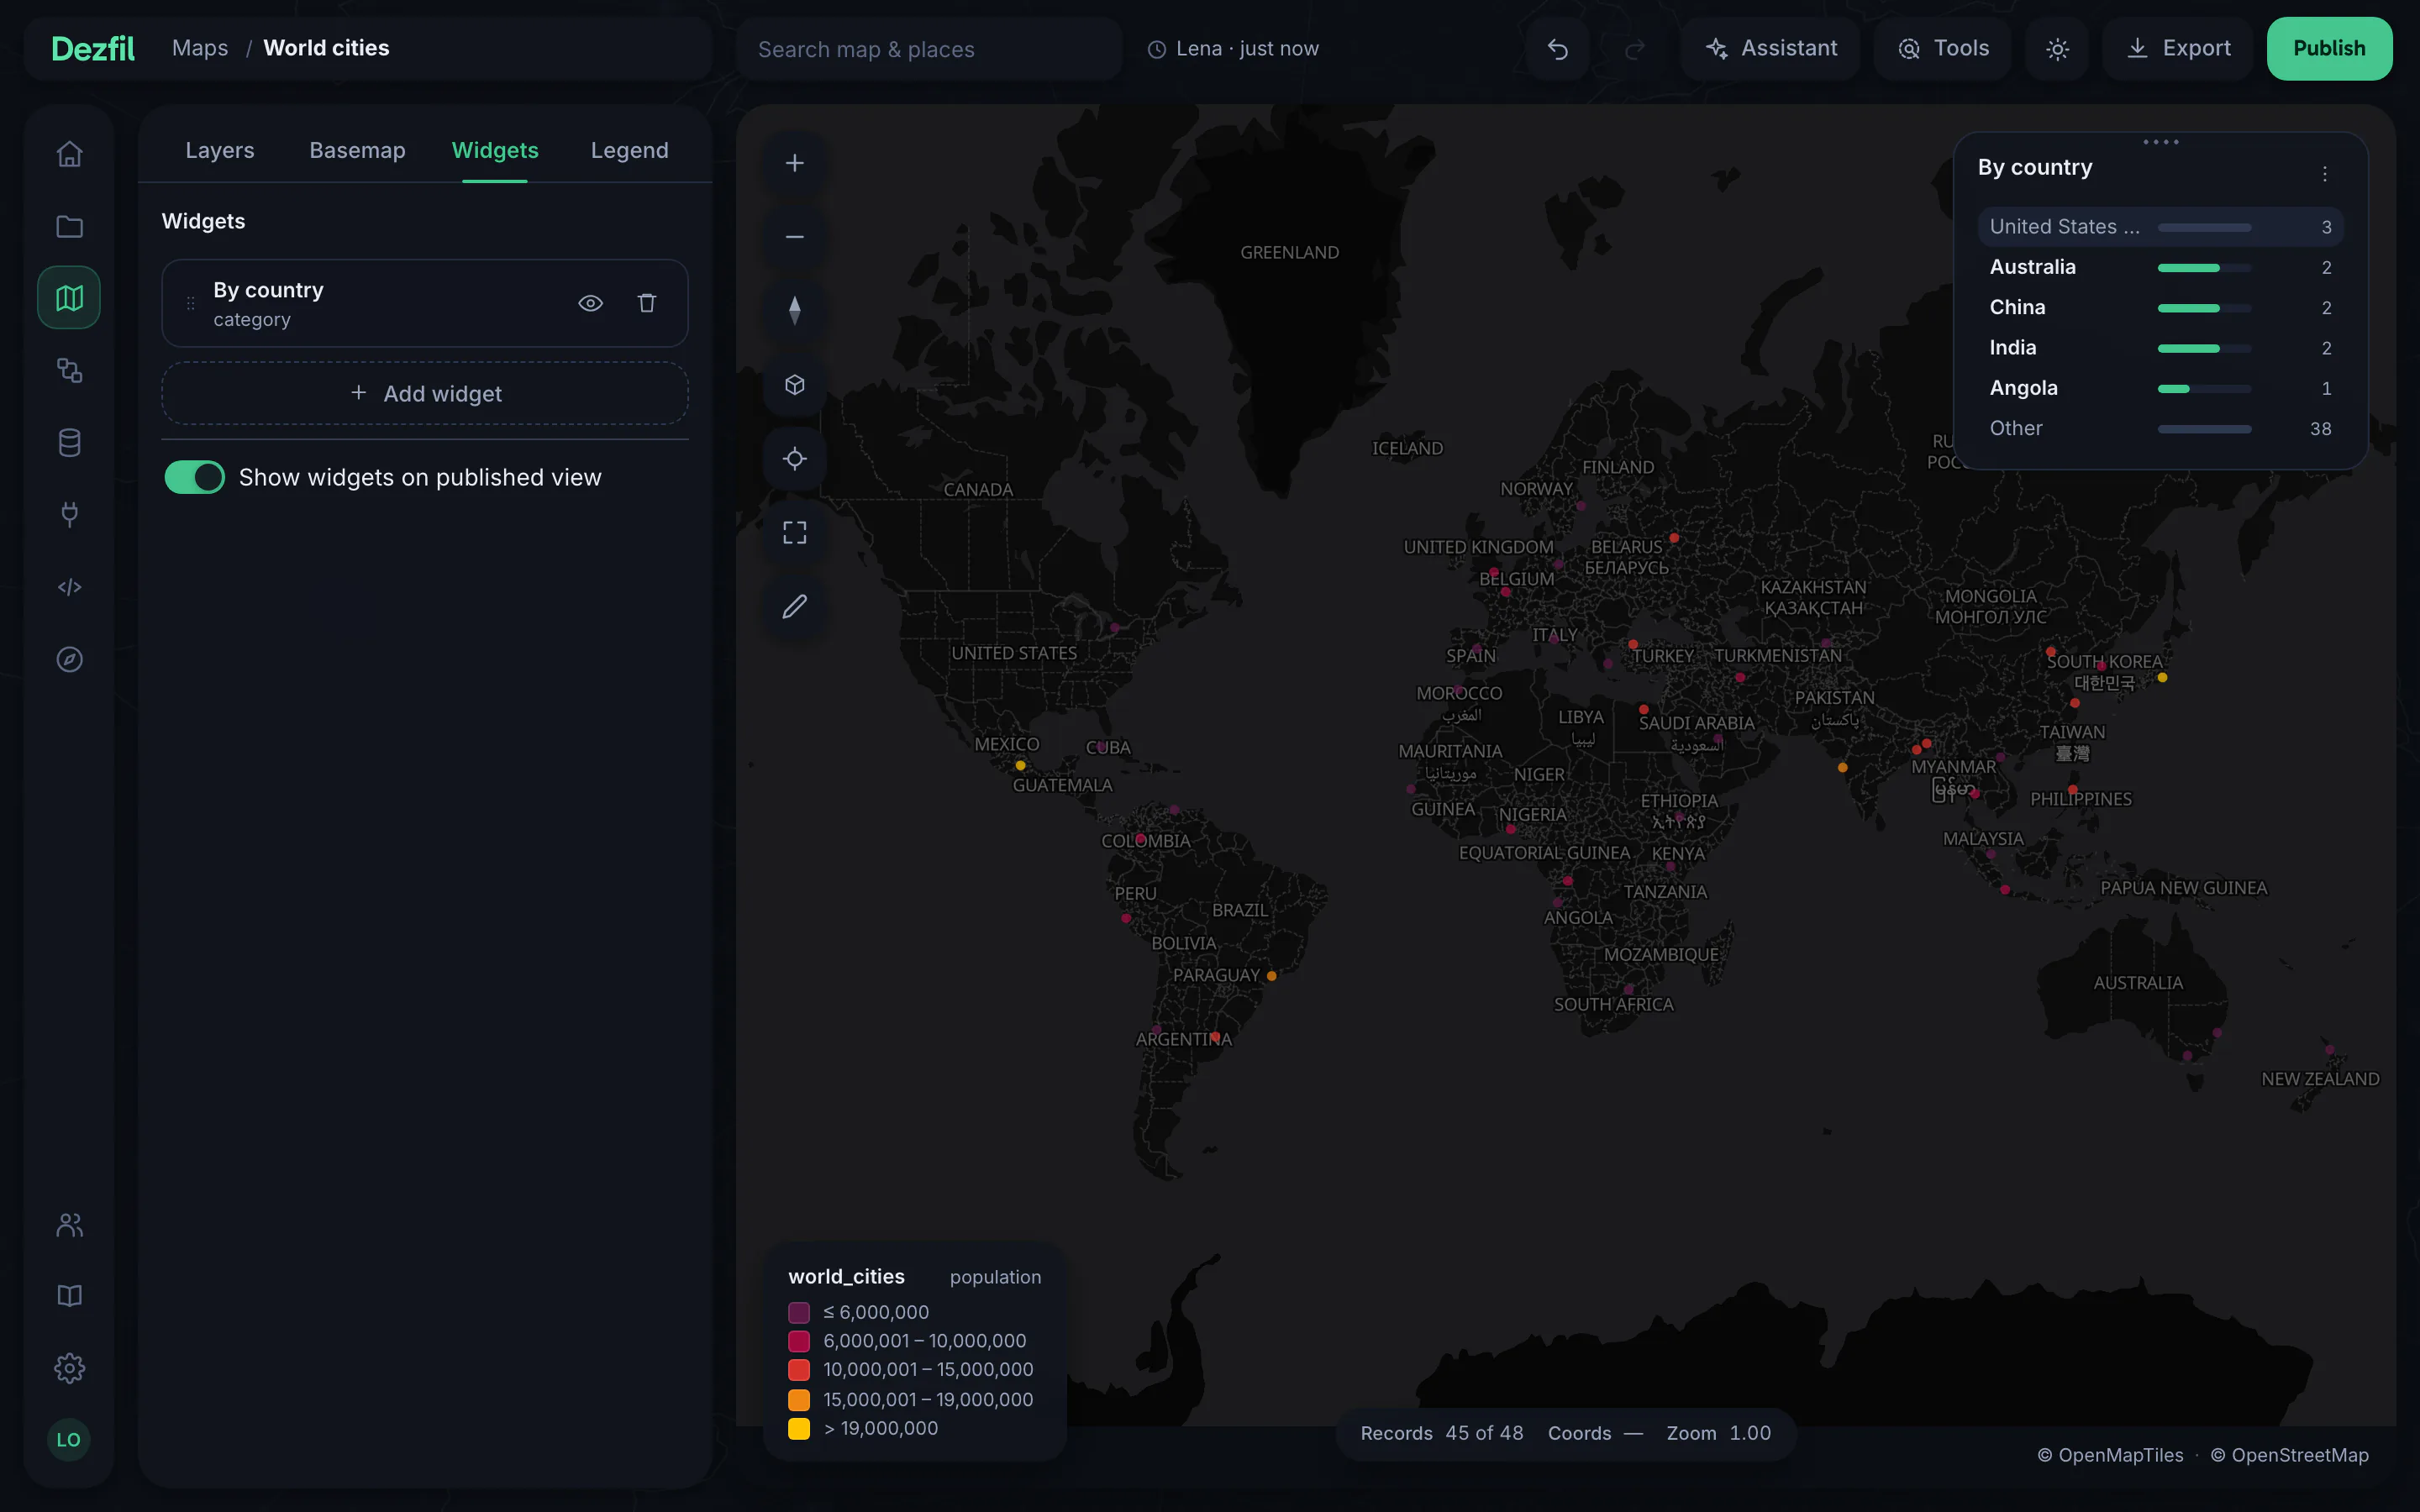 Dezfil Maps / World cities
Search map & places
Lena · just now
Assistant
Tools
Export
Publish
Layers
Basemap
Widgets
Legend
Widgets
By country
category
+ Add widget
Show widgets on published view
LO
By country
United States ... 3
Australia 2
China 2
India 2
Angola 1
Other 38
GREENLAND
ICELAND
FINLAND
NORWAY
CANADA
UNITED KINGDOM
BELARUS
БЕЛАРУСЬ
BELGIUM
KAZAKHSTAN
ҚАЗАҚСТАН
MONGOLIA
МОНГОЛ УЛС
UNITED STATES
ITALY
SPAIN
TURKEY
TURKMENISTAN
SOUTH KOREA
대한민국
MOROCCO
المغرب
PAKISTAN
پاکستان
LIBYA
ليبيا
SAUDI ARABIA
السعودية
TAIWAN
臺灣
MEXICO
CUBA
MAURITANIA
موريتانيا
NIGER
MYANMAR
GUATEMALA
GUINEA
NIGERIA
ETHIOPIA
ኢትዮጵያ
PHILIPPINES
COLOMBIA
EQUATORIAL GUINEA
KENYA
MALAYSIA
PERU
TANZANIA
PAPUA NEW GUINEA
BRAZIL
ANGOLA
BOLIVIA
MOZAMBIQUE
PARAGUAY
AUSTRALIA
SOUTH AFRICA
ARGENTINA
NEW ZEALAND
world_cities population
≤ 6,000,000
6,000,001 – 10,000,000
10,000,001 – 15,000,000
15,000,001 – 19,000,000
> 19,000,000
Records 45 of 48 Coords — Zoom 1.00
© OpenMapTiles · © OpenStreetMap